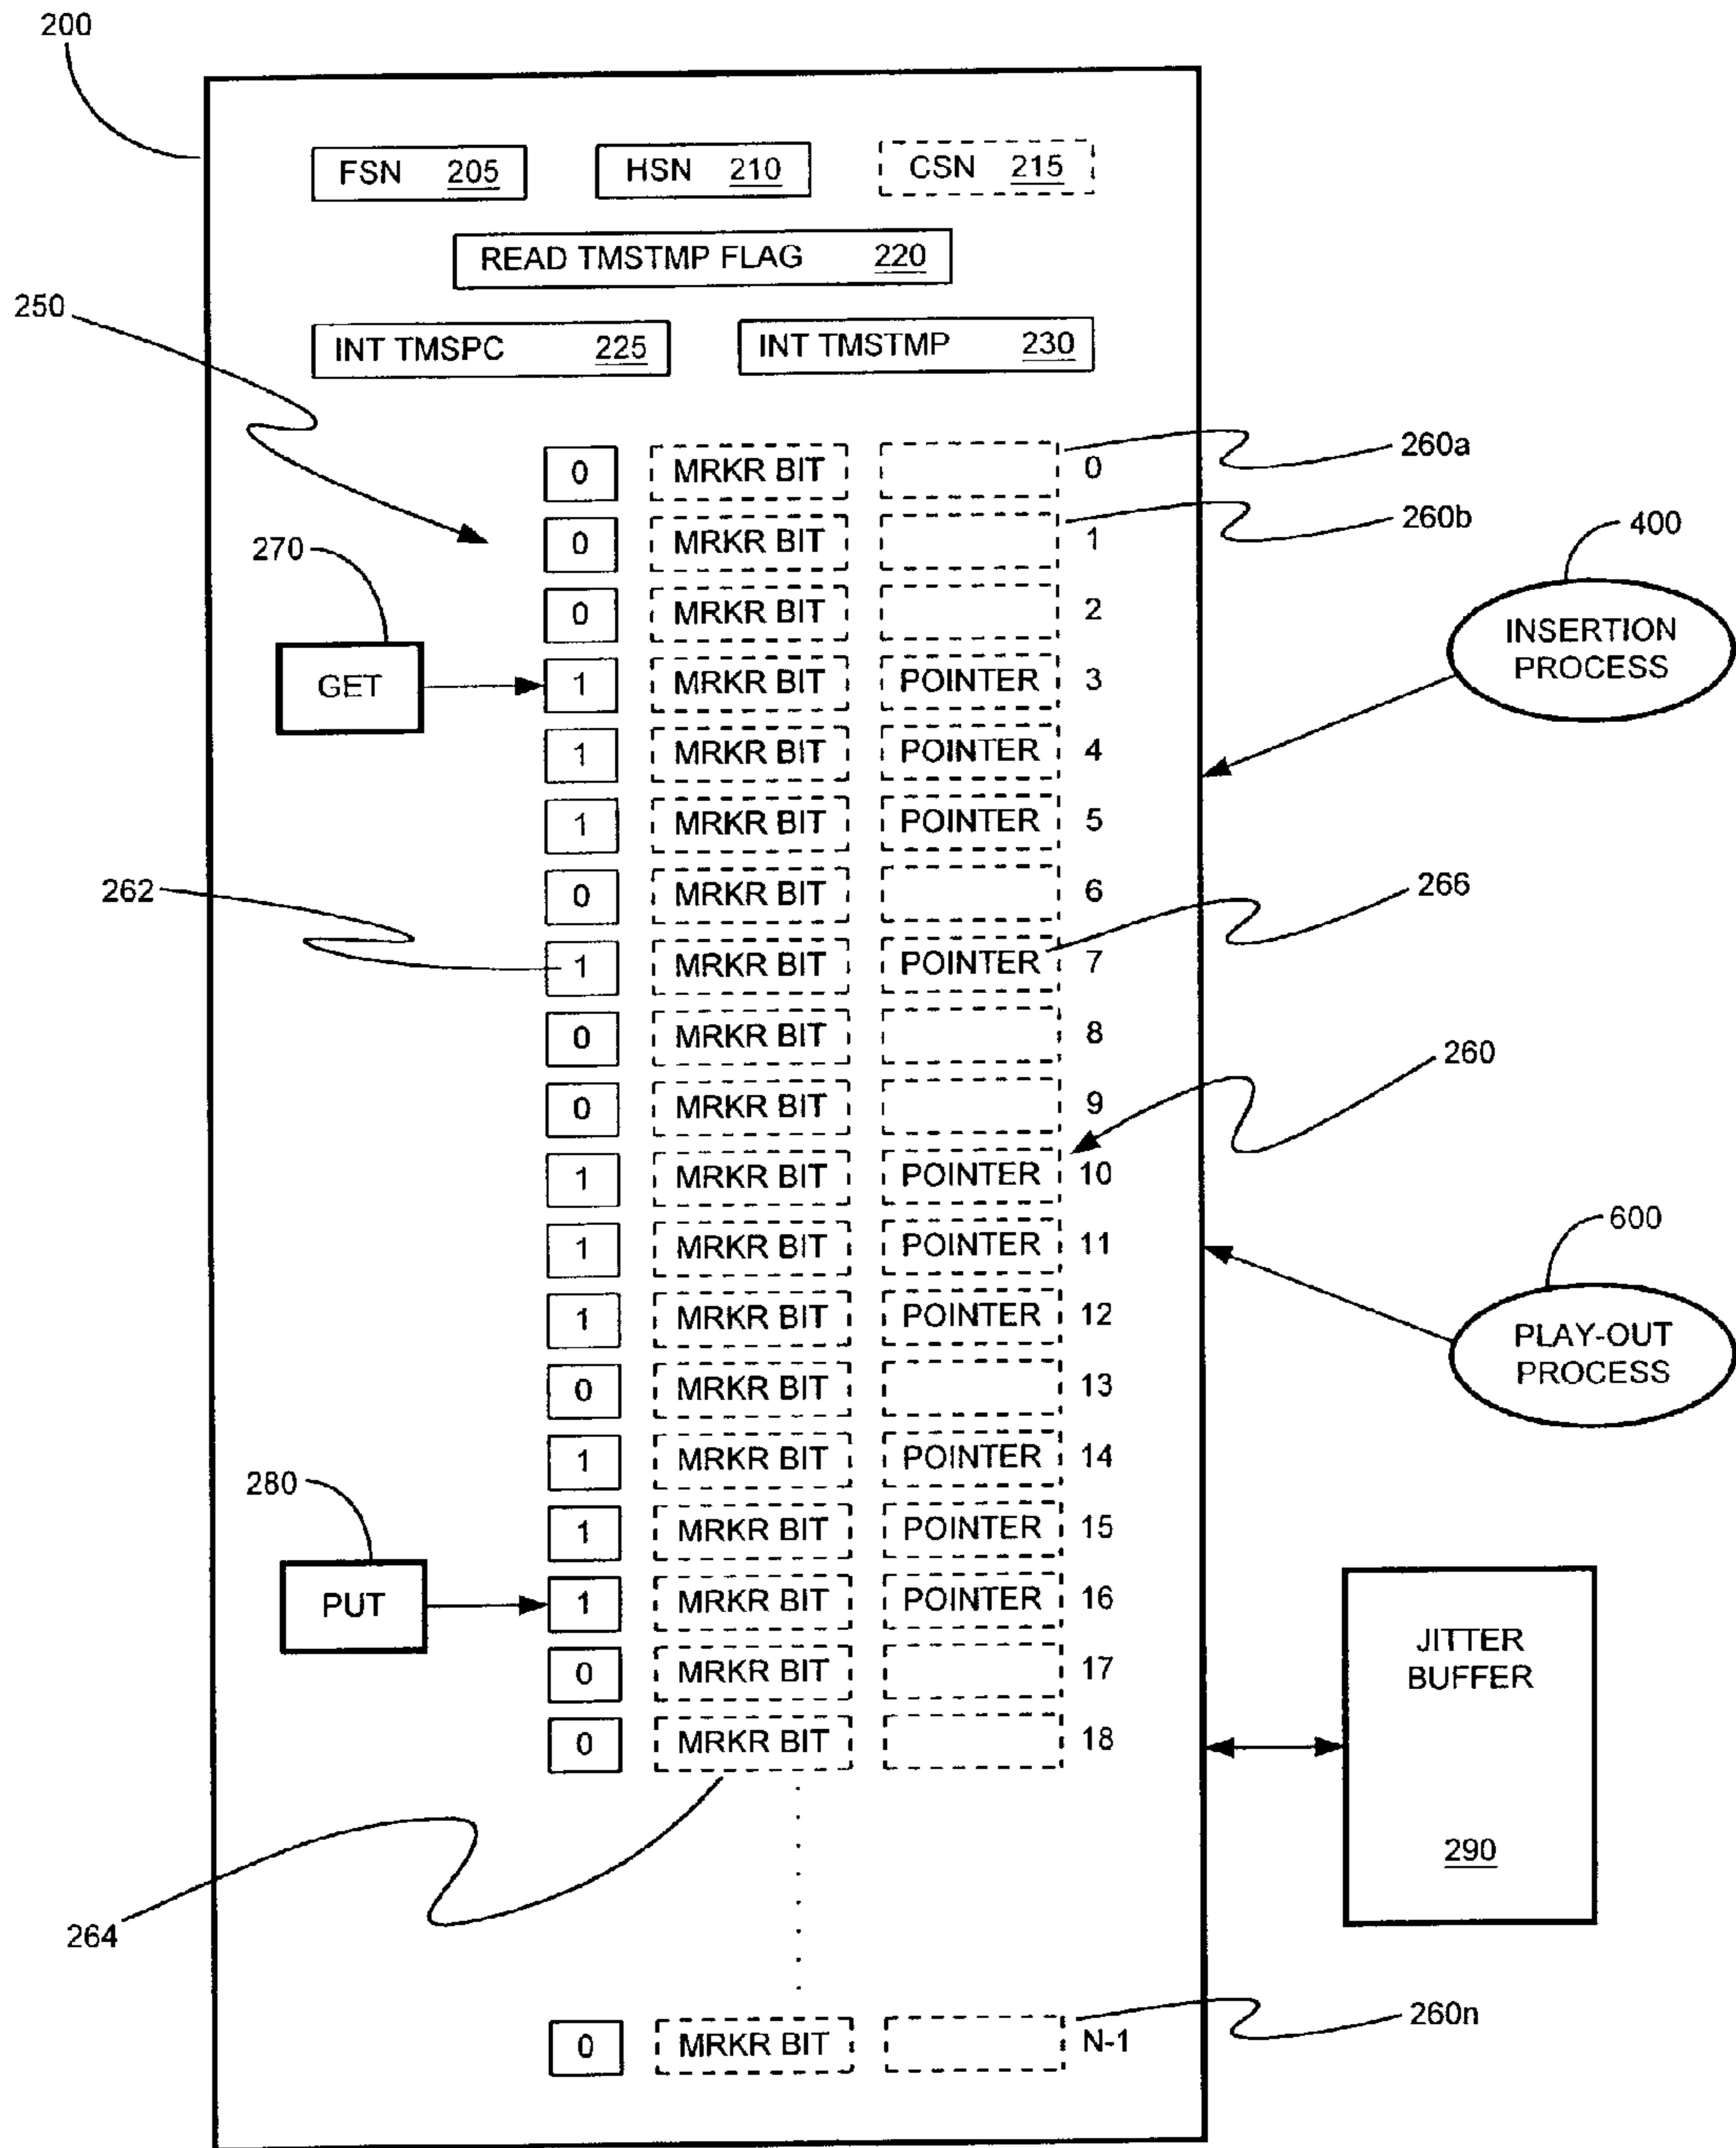 200
FSN 205 HSN 210 CSN 215
READ TMSTMP FLAG 220
250
INT TMSPC 225 INT TMSTMP 230
0 MRKR BIT 0 260a
0 MRKR BIT 1 260b
400
270
0 MRKR BIT 2
INSERTION
PROCESS
GET 1 MRKR BIT POINTER 3
1 MRKR BIT POINTER 4
1 MRKR BIT POINTER 5
262 0 MRKR BIT 6 266
1 MRKR BIT POINTER 7
0 MRKR BIT 8
260
0 MRKR BIT 9
1 MRKR BIT POINTER 10
600
1 MRKR BIT POINTER 11
1 MRKR BIT POINTER 12
PLAY-OUT
PROCESS
0 MRKR BIT 13
1 MRKR BIT POINTER 14
280
1 MRKR BIT POINTER 15
PUT 1 MRKR BIT POINTER 16
JITTER
BUFFER
0 MRKR BIT 17
0 MRKR BIT 18
290
264
260n
0 MRKR BIT N-1